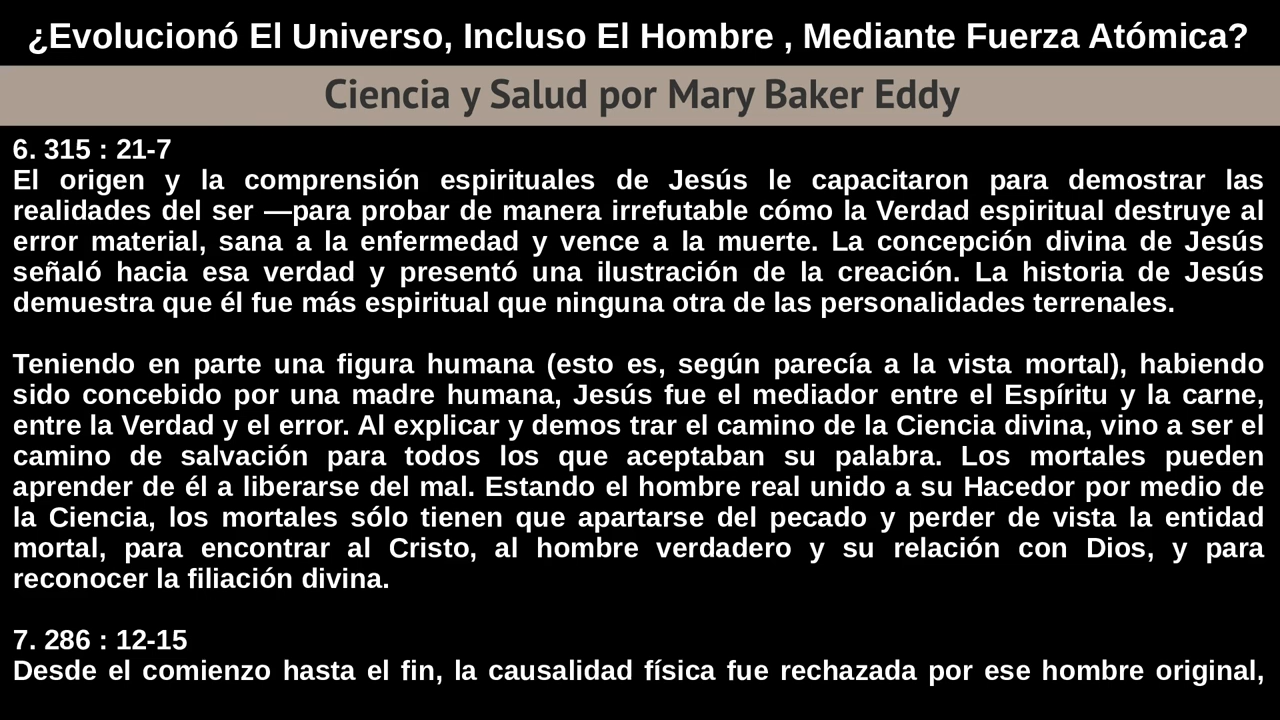 ¿Evolucionó El Universo, Incluso El Hombre , Mediante Fuerza Atómica?
Ciencia y Salud por Mary Baker Eddy
6. 315 : 21-7
El origen y la comprensión espirituales de Jesús le capacitaron para demostrar las
realidades del ser —para probar de manera irrefutable cómo la Verdad espiritual destruye al
error material, sana a la enfermedad y vence a la muerte. La concepción divina de Jesús
señaló hacia esa verdad y presentó una ilustración de la creación. La historia de Jesús
demuestra que él fue más espiritual que ninguna otra de las personalidades terrenales.
Teniendo en parte una figura humana (esto es, según parecía a la vista mortal), habiendo
sido concebido por una madre humana, Jesús fue el mediador entre el Espíritu y la carne,
entre la Verdad y el error. Al explicar y demos trar el camino de la Ciencia divina, vino a ser el
camino de salvación para todos los que aceptaban su palabra. Los mortales pueden
aprender de él a liberarse del mal. Estando el hombre real unido a su Hacedor por medio de
la Ciencia, los mortales sólo tienen que apartarse del pecado y perder de vista la entidad
mortal, para encontrar al Cristo, al hombre verdadero y su relación con Dios, y para
reconocer la filiación divina.
7. 286 : 12-15
Desde el comienzo hasta el fin, la causalidad física fue rechazada por ese hombre original,